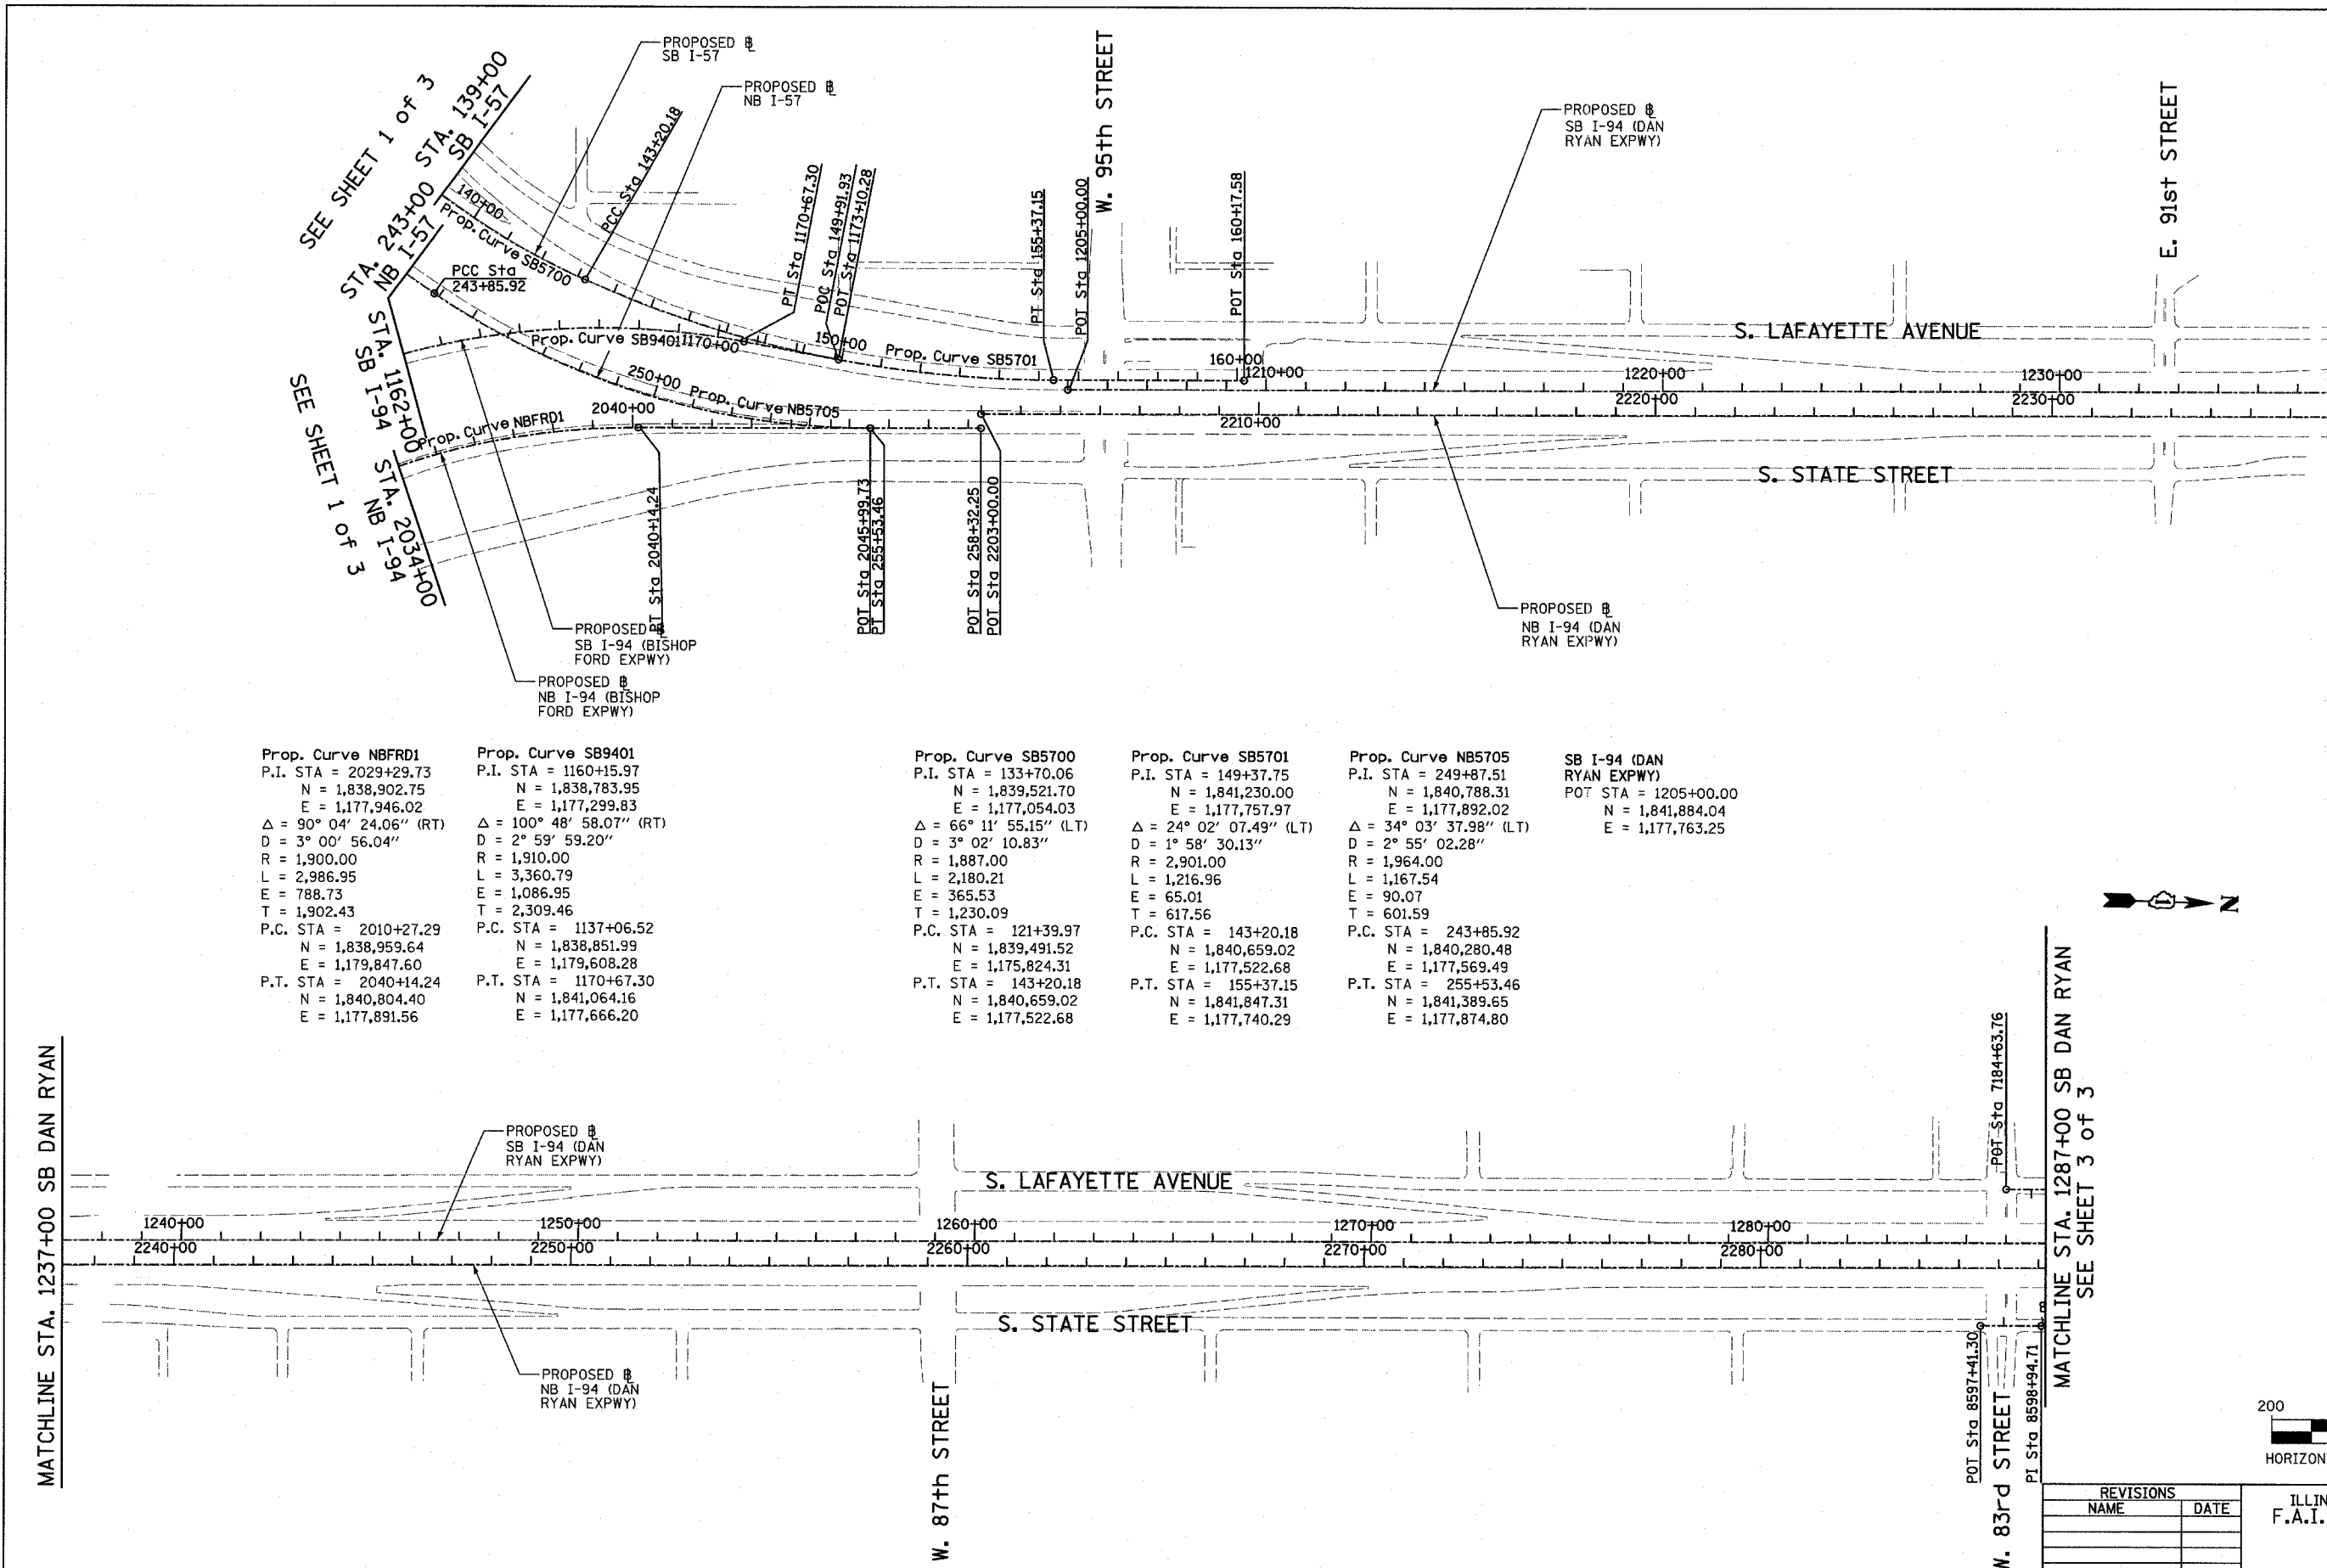 PROPOSED ⅊
SB I-57
PROPOSED
NB I-57
SEE SHEET 1 of 3
STA. 139+00
SB I-57
STA. 243+00
NB I-57
STA. 1162+00
SB I-94
SEE SHEET 1 of 3
STA. 2034+00
NB I-94
140+00
Prop. Curve SB5700
PCC Sta
243+85.92
PCC Sta 143+20.18
PT Sta 1170+67.30
POC Sta 149+91.93
POT Sta 1173+10.28
Prop. Curve SB9401
1170+00
150+00
Prop. Curve SB5701
250+00
Prop. Curve NB5705
Prop. Curve NBFRD1
2040+00
PT Sta 155+37.15
POT Sta 1205+00.00
W. 95th STREET
POT Sta 160+17.58
160+00
1210+00
2210+00
PROPOSED
SB I-94 (DAN
RYAN EXPWY)
E. 91st STREET
S. LAFAYETTE AVENUE
1220+00
1230+00
2220+00
2230+00
S. STATE STREET
PT Sta 2040+14.24
POT Sta 2045+99.73
PT Sta 255+53.46
POT Sta 258+32.25
POT Sta 2203+00.00
PROPOSED
NB I-94 (DAN
RYAN EXPWY)
PROPOSED
SB I-94 (BISHOP
FORD EXPWY)
PROPOSED
NB I-94 (BISHOP
FORD EXPWY)
Prop. Curve NBFRD1
P.I. STA = 2029+29.73
N = 1,838,902.75
E = 1,177,946.02
Δ = 90° 04' 24.06" (RT)
D = 3° 00' 56.04"
R = 1,900.00
L = 2,986.95
E = 788.73
T = 1,902.43
P.C. STA = 2010+27.29
N = 1,838,959.64
E = 1,179,847.60
P.T. STA = 2040+14.24
N = 1,840,804.40
E = 1,177,891.56
Prop. Curve SB9401
P.I. STA = 1160+15.97
N = 1,838,783.95
E = 1,177,299.83
Δ = 100° 48' 58.07" (RT)
D = 2° 59' 59.20"
R = 1,910.00
L = 3,360.79
E = 1,086.95
T = 2,309.46
P.C. STA = 1137+06.52
N = 1,838,851.99
E = 1,179,608.28
P.T. STA = 1170+67.30
N = 1,841,064.16
E = 1,177,666.20
Prop. Curve SB5700
P.I. STA = 133+70.06
N = 1,839,521.70
E = 1,177,054.03
Δ = 66° 11' 55.15" (LT)
D = 3° 02' 10.83"
R = 1,887.00
L = 2,180.21
E = 365.53
T = 1,230.09
P.C. STA = 121+39.97
N = 1,839,491.52
E = 1,175,824.31
P.T. STA = 143+20.18
N = 1,840,659.02
E = 1,177,522.68
Prop. Curve SB5701
P.I. STA = 149+37.75
N = 1,841,230.00
E = 1,177,757.97
Δ = 24° 02' 07.49" (LT)
D = 1° 58' 30.13"
R = 2,901.00
L = 1,216.96
E = 65.01
T = 617.56
P.C. STA = 143+20.18
N = 1,840,659.02
E = 1,177,522.68
P.T. STA = 155+37.15
N = 1,841,847.31
E = 1,177,740.29
Prop. Curve NB5705
P.I. STA = 249+87.51
N = 1,840,788.31
E = 1,177,892.02
Δ = 34° 03' 37.98" (LT)
D = 2° 55' 02.28"
R = 1,964.00
L = 1,167.54
E = 90.07
T = 601.59
P.C. STA = 243+85.92
N = 1,840,280.48
E = 1,177,569.49
P.T. STA = 255+53.46
N = 1,841,389.65
E = 1,177,874.80
SB I-94 (DAN
RYAN EXPWY)
POT STA = 1205+00.00
N = 1,841,884.04
E = 1,177,763.25
N
MATCHLINE STA. 1237+00 SB DAN RYAN
PROPOSED
SB I-94 (DAN
RYAN EXPWY)
1240+00
2240+00
1250+00
2250+00
S. LAFAYETTE AVENUE
1260+00
2260+00
1270+00
2270+00
1280+00
2280+00
S. STATE STREET
PROPOSED
NB I-94 (DAN
RYAN EXPWY)
W. 87th STREET
POT Sta 7184+63.76
POT Sta 8597+41.30
W. 83rd STREET
PI Sta 8598+94.71
MATCHLINE STA. 1287+00 SB DAN RYAN
SEE SHEET 3 of 3
200
HORIZON
REVISIONS
NAME DATE
ILLIN
F.A.I.